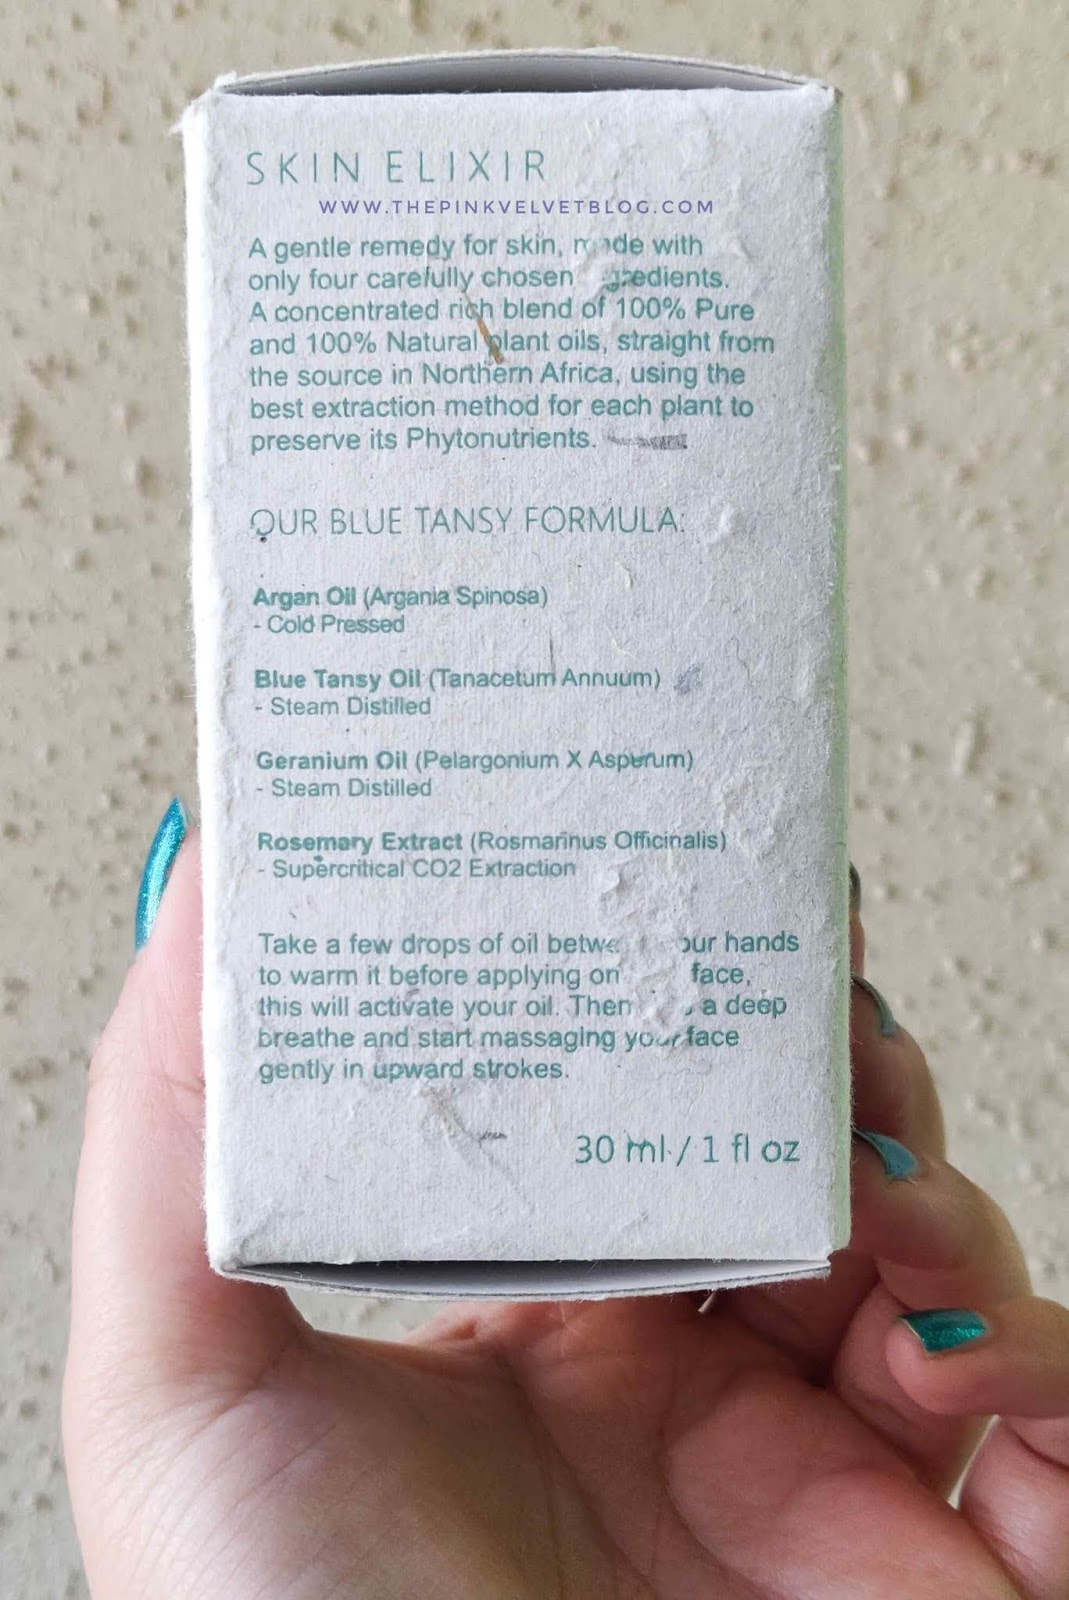 SKIN ELIXIR
WWW.THEPINKVELVETBLOG.COM
A gentle remedy for skin, made with
only four carefully chosen ingredients.
A concentrated rich blend of 100% Pure
and 100% Natural plant oils, straight from
the source in Northern Africa, using the
best extraction method for each plant to
preserve its Phytonutrients.
OUR BLUE TANSY FORMULA:
Argan Oil (Argania Spinosa)
- Cold Pressed
Blue Tansy Oil (Tanacetum Annuum)
- Steam Distilled
Geranium Oil (Pelargonium X Asperum)
- Steam Distilled
Rosemary Extract (Rosmarinus Officinalis)
- Supercritical CO2 Extraction
Take a few drops of oil between your hands
to warm it before applying on face,
this will activate your oil. Then a deep
breathe and start massaging your face
gently in upward strokes.
30 ml / 1 fl oz